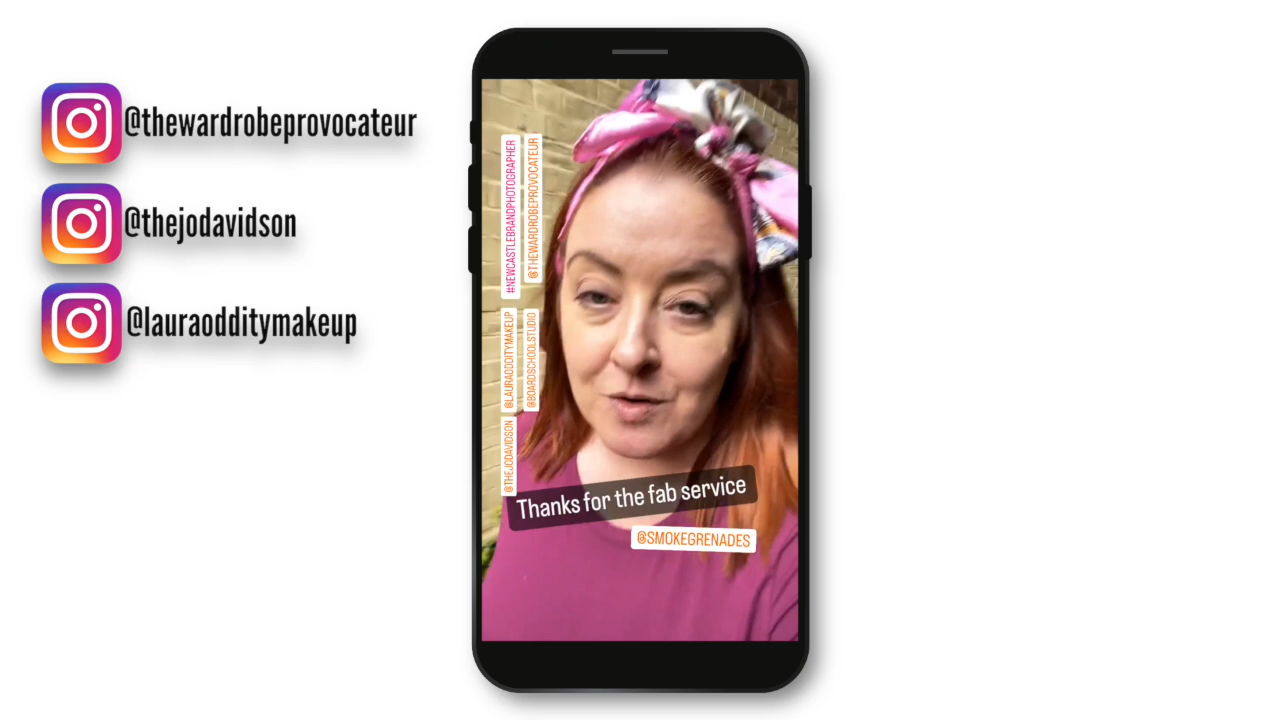 @thewardrobeprovocateur
@thejodavidson
@lauraodditymakeup
#NEWCASTLEBRANDPHOTOGRAPHER
@THEWARDROBEPROVOCATEUR
@LAURAODDITYMAKEUP
@BOARDSCHOOLSTUDIO
@THEJODAVIDSON
Thanks for the fab service
@SMOKEGRENADES